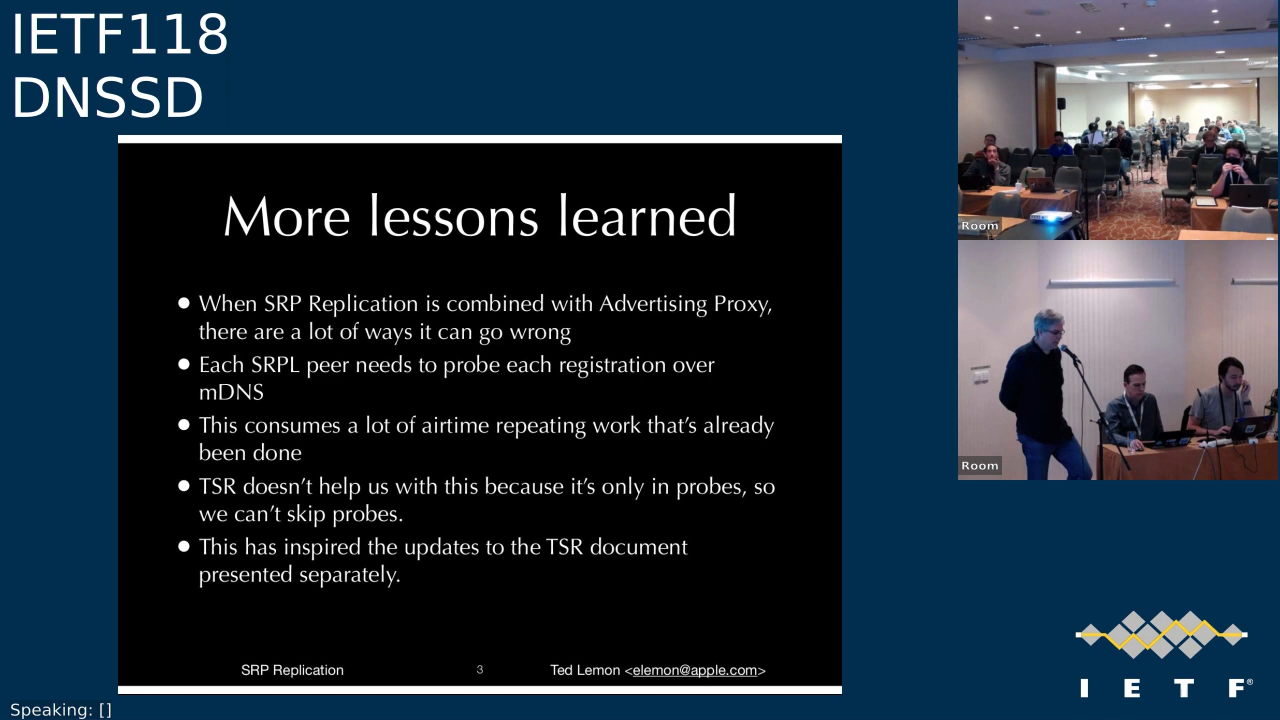 IETF118
DNSSD
More lessons learned
● When SRP Replication is combined with Advertising Proxy,
there are a lot of ways it can go wrong
● Each SRPL peer needs to probe each registration over
mDNS
● This consumes a lot of airtime repeating work that’s already
been done
● TSR doesn’t help us with this because it’s only in probes, so
we can’t skip probes.
● This has inspired the updates to the TSR document
presented separately.
SRP Replication 3 Ted Lemon <elemon@apple.com>
Room
Room
I E T F®
Speaking: []